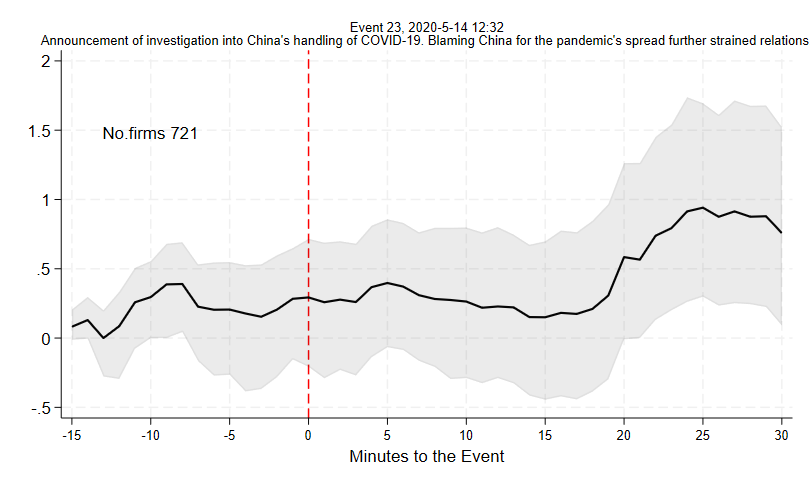 Event 23, 2020-5-14 12:32
Announcement of investigation into China's handling of COVID-19. Blaming China for the pandemic's spread further strained relations
2
1.5
1
.5
0
-.5
No.firms 721
-15 -10 -5 0 5 10 15 20 25 30
Minutes to the Event